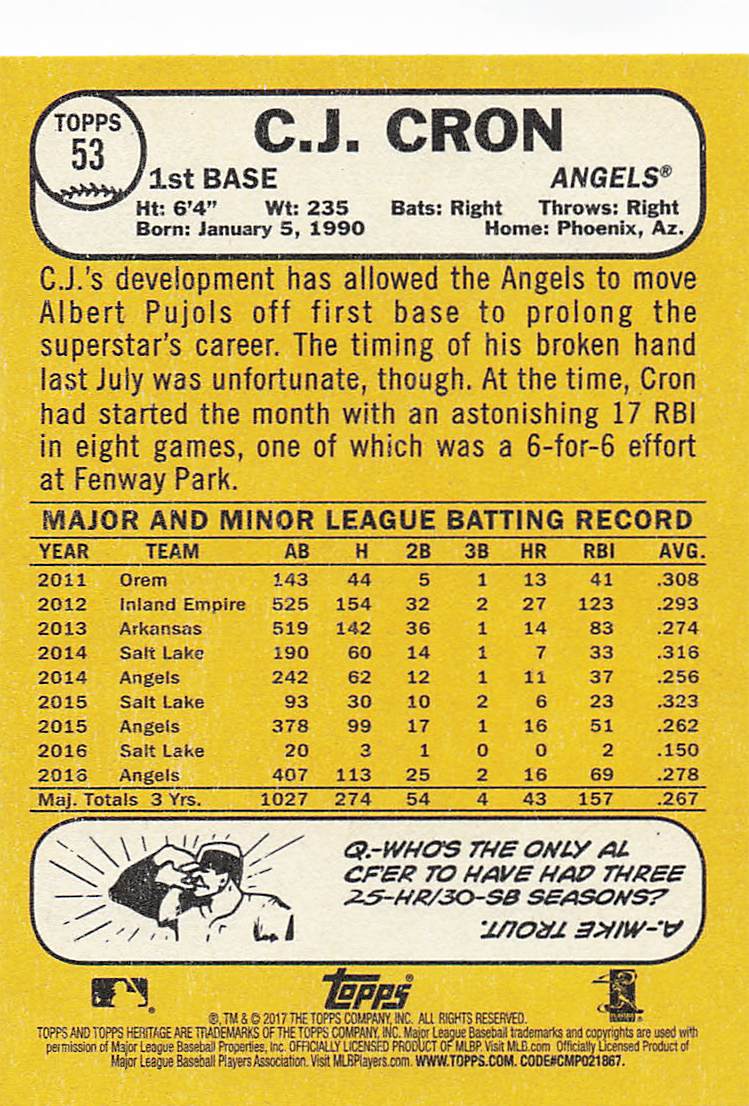 TOPPS
53
C.J. CRON
1st BASE ANGELS®
Ht: 6'4" Wt: 235 Bats: Right Throws: Right
Born: January 5, 1990 Home: Phoenix, Az.
C.J.'s development has allowed the Angels to move
Albert Pujols off first base to prolong the
superstar's career. The timing of his broken hand
last July was unfortunate, though. At the time, Cron
had started the month with an astonishing 17 RBI
in eight games, one of which was a 6-for-6 effort
at Fenway Park.
MAJOR AND MINOR LEAGUE BATTING RECORD
YEAR TEAM AB H 2B 3B HR RBI AVG.
2011 Orem 143 44 5 1 13 41 .308
2012 Inland Empire 525 154 32 2 27 123 .293
2013 Arkansas 519 142 36 1 14 83 .274
2014 Salt Lake 190 60 14 1 7 33 .316
2014 Angels 242 62 12 1 11 37 .256
2015 Salt Lake 93 30 10 2 6 23 .323
2015 Angels 378 99 17 1 16 51 .262
2016 Salt Lake 20 3 1 0 0 2 .150
2016 Angels 407 113 25 2 16 69 .278
Maj. Totals 3 Yrs. 1027 274 54 4 43 157 .267
Q.-WHO'S THE ONLY AL
CF'ER TO HAVE HAD THREE
25-HR/30-SB SEASONS?
A.-MIKE TROUT.
Topps®
®, TM & © 2017 THE TOPPS COMPANY, INC. ALL RIGHTS RESERVED.
TOPPS AND TOPPS HERITAGE ARE TRADEMARKS OF THE TOPPS COMPANY, INC. Major League Baseball trademarks and copyrights are used with
permission of Major League Baseball Properties, Inc. OFFICIALLY LICENSED PRODUCT OF MLBP. Visit MLB.com Officially Licensed Product of
Major League Baseball Players Association. Visit MLBPlayers.com. WWW.TOPPS.COM. CODE#CMP021867.